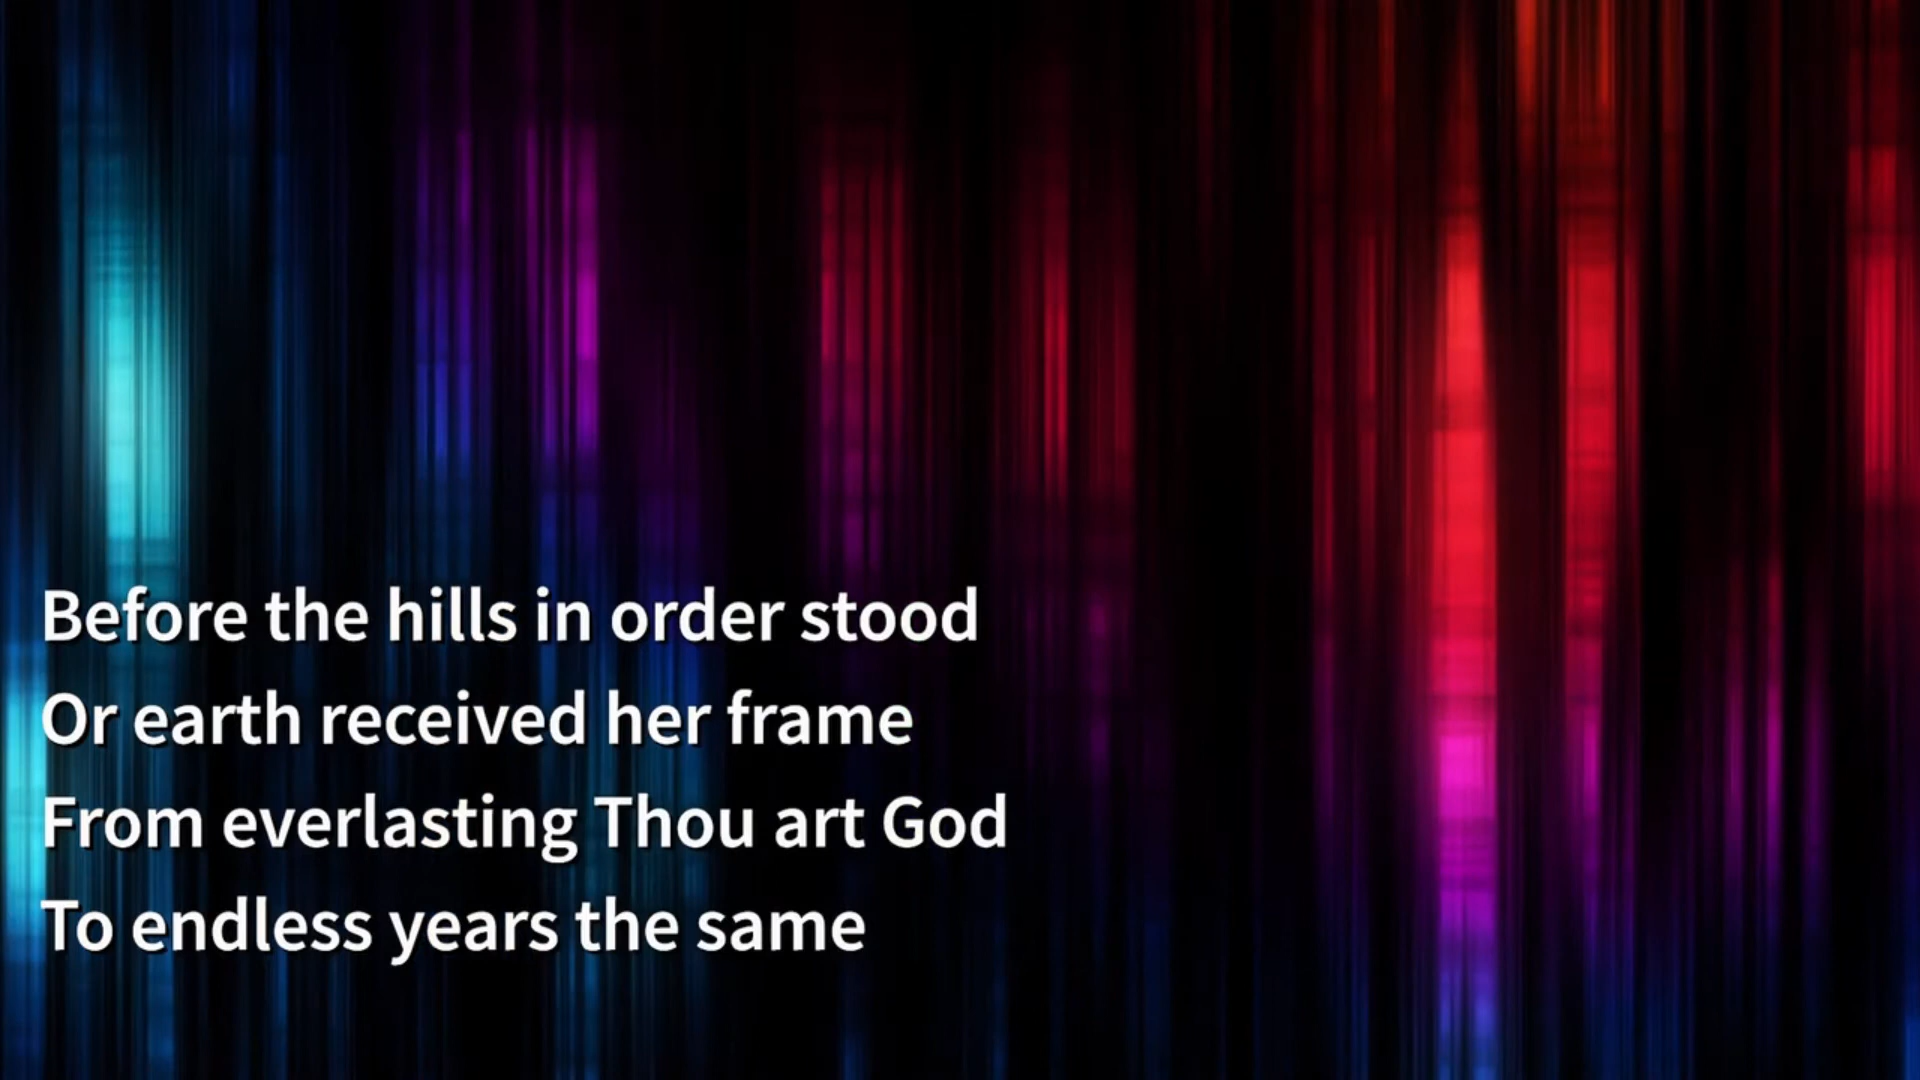 Before the hills in order stood
Or earth received her frame
From everlasting Thou art God
To endless years the same